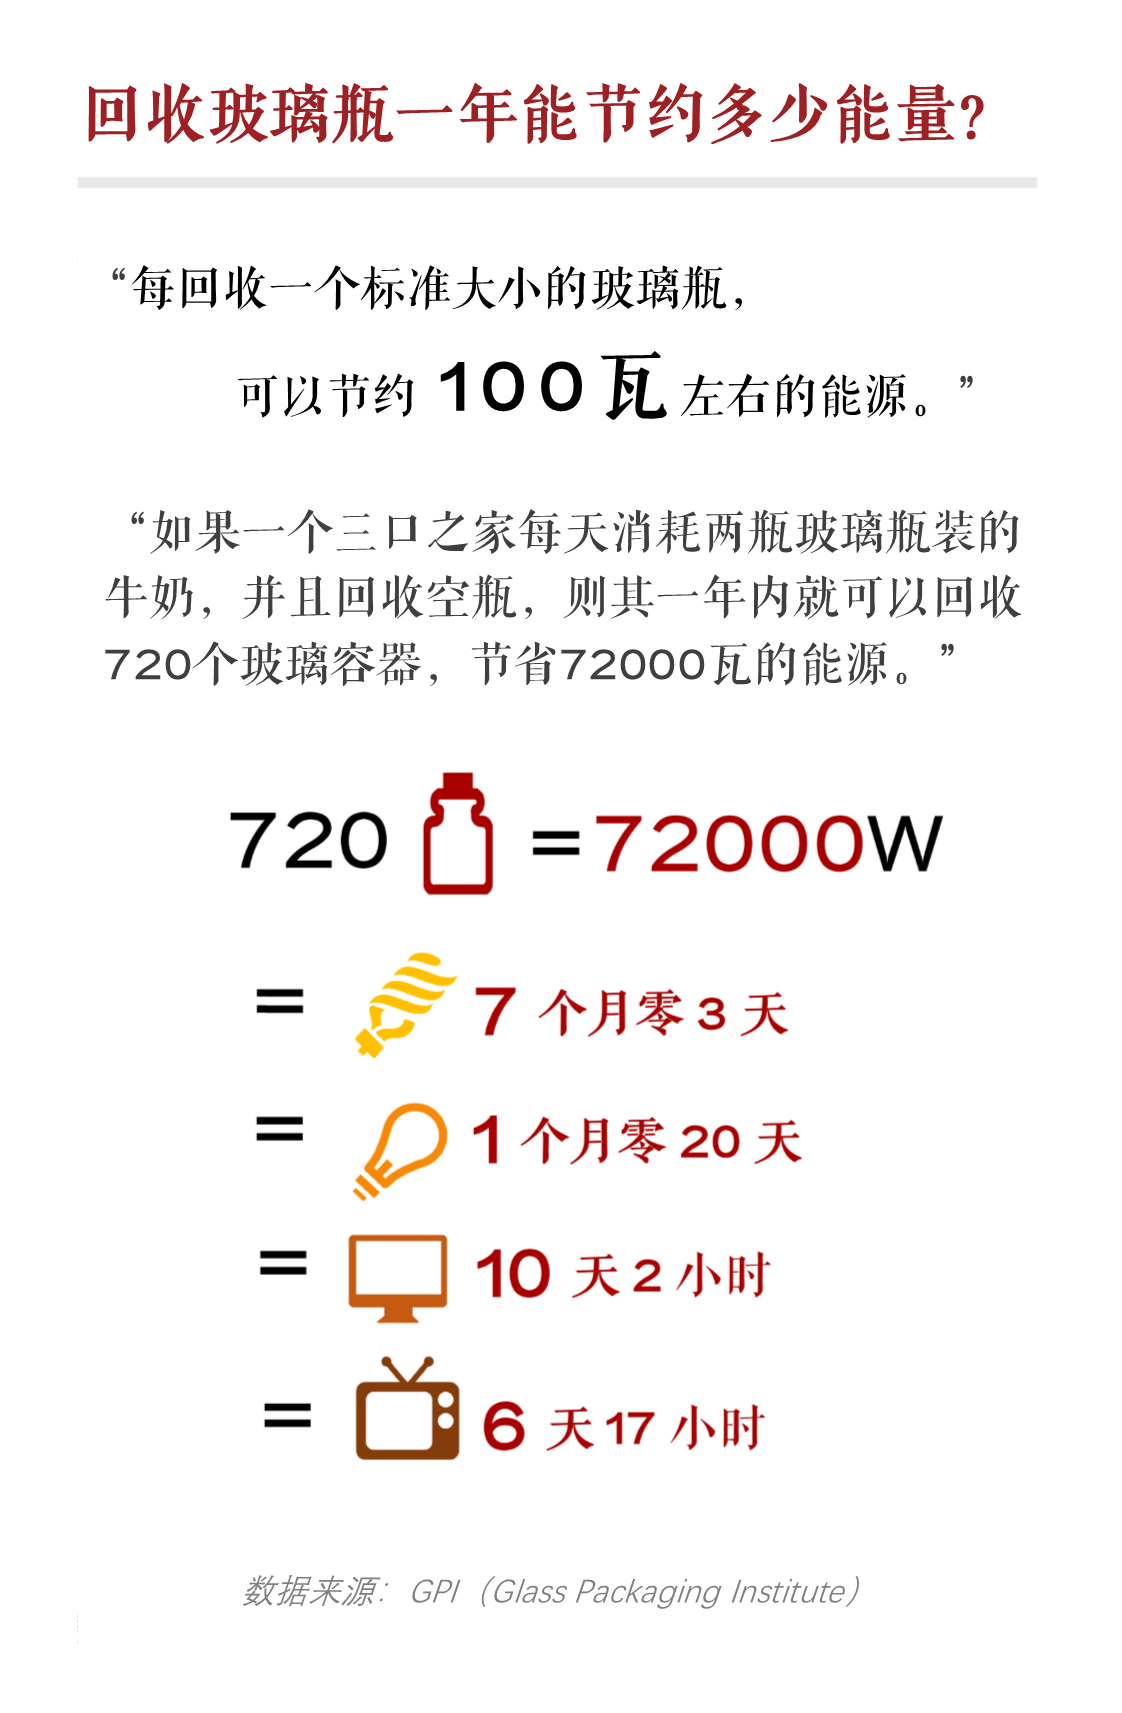 回收玻璃瓶一年能节约多少能量?
“每回收一个标准大小的玻璃瓶，
可以节约 100瓦 左右的能源。”
“如果一个三口之家每天消耗两瓶玻璃瓶装的
牛奶，并且回收空瓶，则其一年内就可以回收
720个玻璃容器，节省72000瓦的能源。”
720 =72000W
= 7 个月零 3 天
= 1 个月零 20 天
= 10 天 2 小时
= 6 天 17 小时
数据来源：GPI（Glass Packaging Institute）